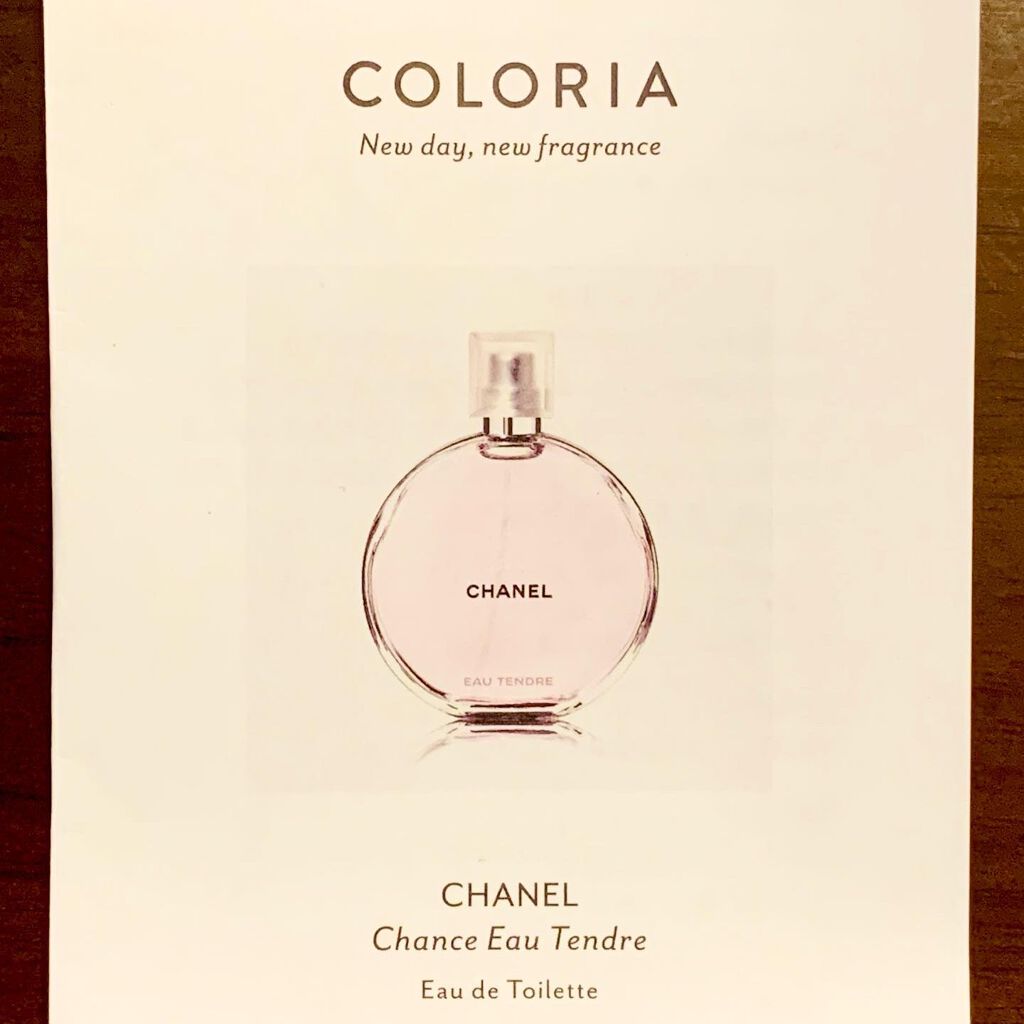 COLORIA
New day, new fragrance
CHANEL
EAU TENDRE
CHANEL
Chance Eau Tendre
Eau de Toilette